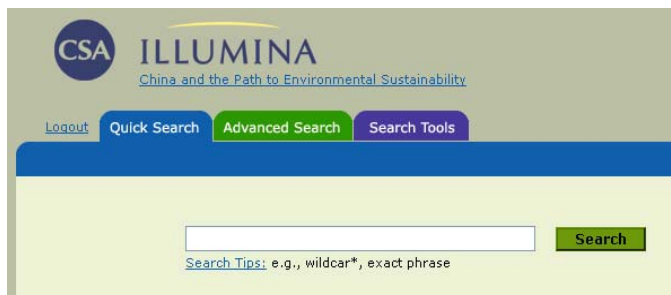 CSA ILLUMINA
China and the Path to Environmental Sustainability
Logout Quick Search Advanced Search Search Tools
Search
Search Tips: e.g., wildcar*, exact phrase